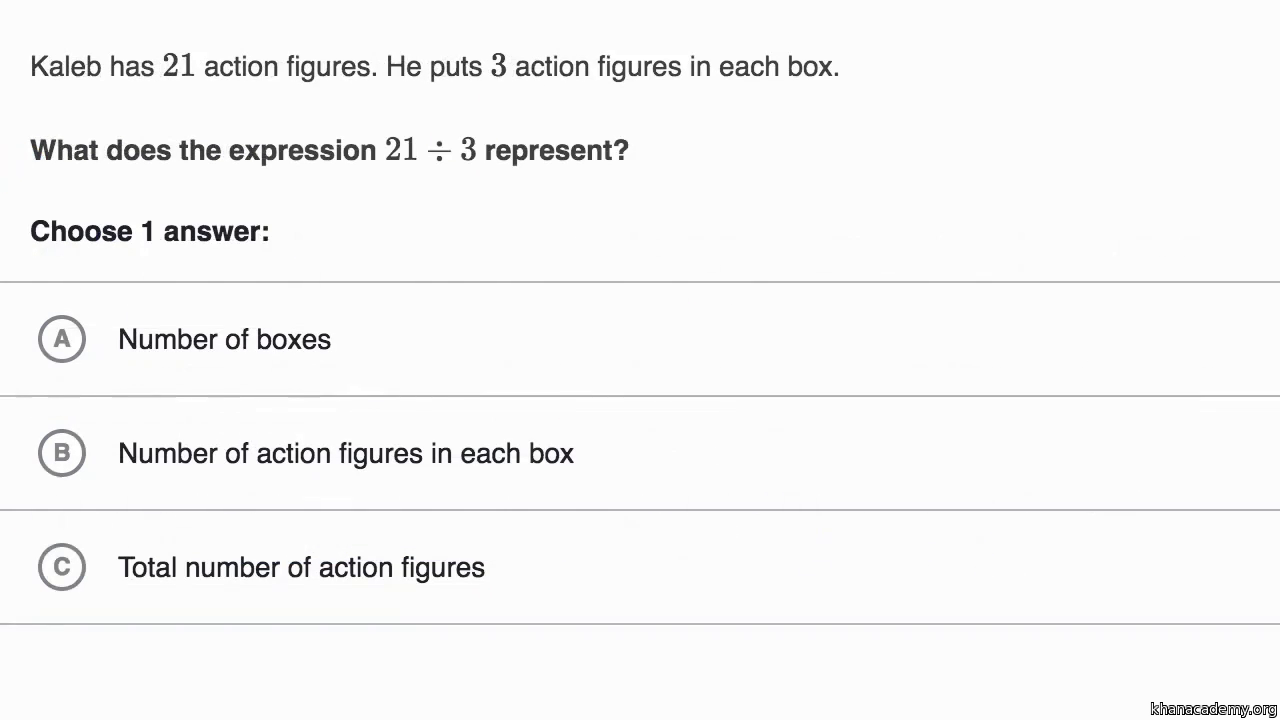 Kaleb has 21 action figures. He puts 3 action figures in each box.
What does the expression 21 ÷ 3 represent?
Choose 1 answer:
A Number of boxes
B Number of action figures in each box
C Total number of action figures
khanacademy.org